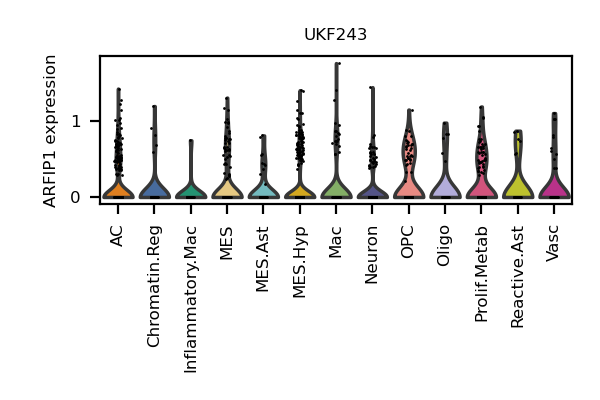 UKF243
ARFIP1 expression
1
0
AC
Chromatin.Reg
Inflammatory.Mac
MES
MES.Ast
MES.Hyp
Mac
Neuron
OPC
Oligo
Prolif.Metab
Reactive.Ast
Vasc